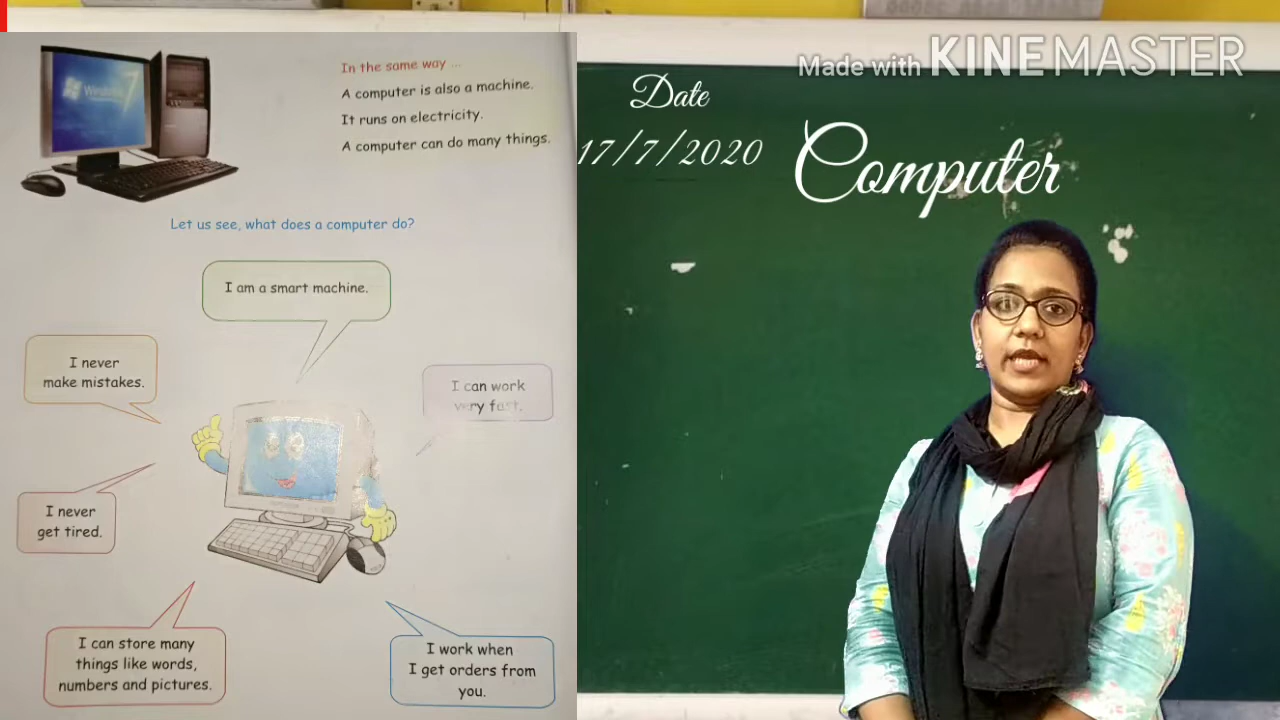 Made with KINEMASTER
Date
17/7/2020
Computer
Windows 7
In the same way ...
A computer is also a machine.
It runs on electricity.
A computer can do many things.
Let us see, what does a computer do?
I am a smart machine.
I never
make mistakes.
I can work
very fast.
I never
get tired.
I can store many
things like words,
numbers and pictures.
I work when
I get orders from
you.